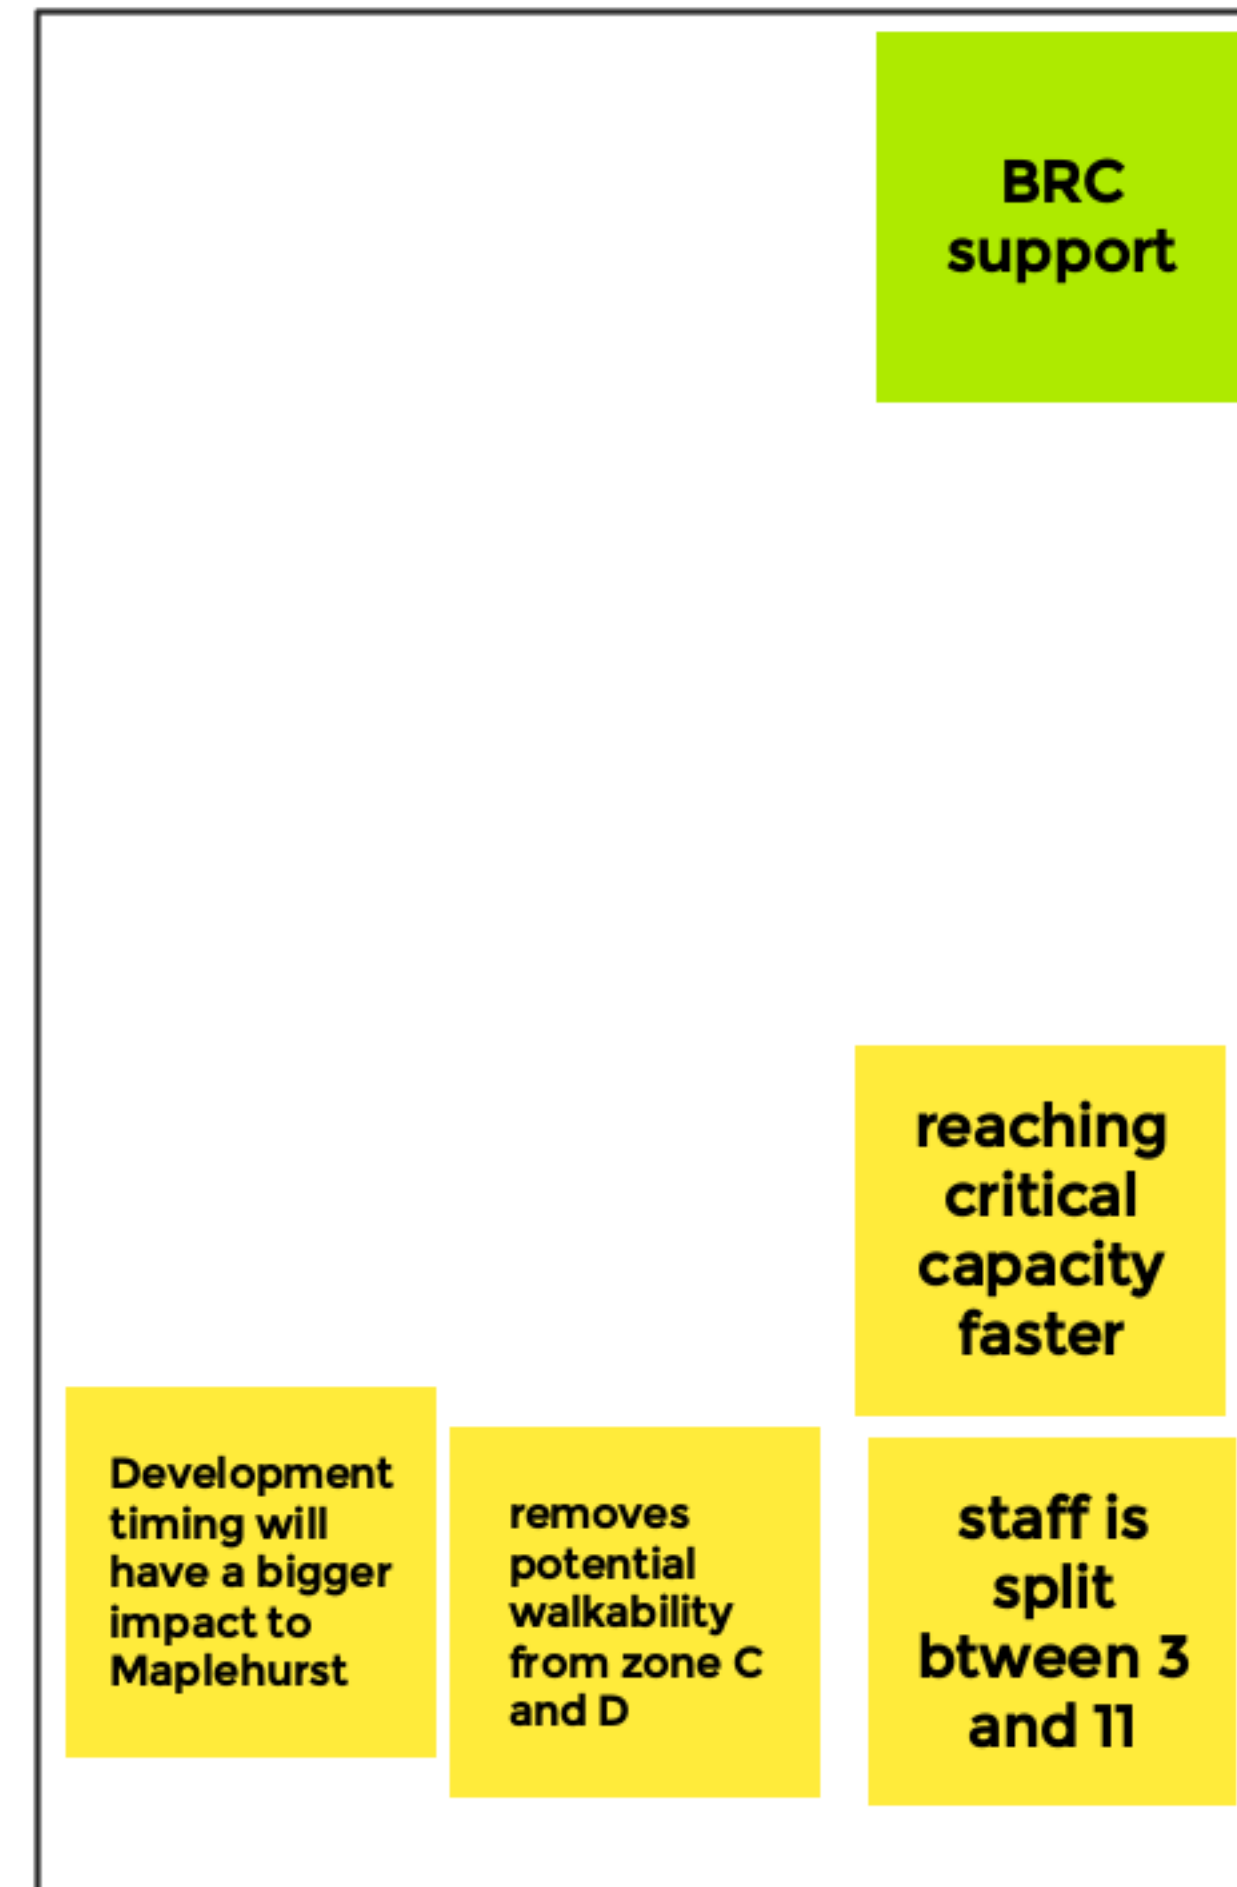 BRC
support
reaching
critical
capacity
faster
Development
timing will
have a bigger
impact to
Maplehurst
removes
potential
walkability
from zone C
and D
staff is
split
btween 3
and 11